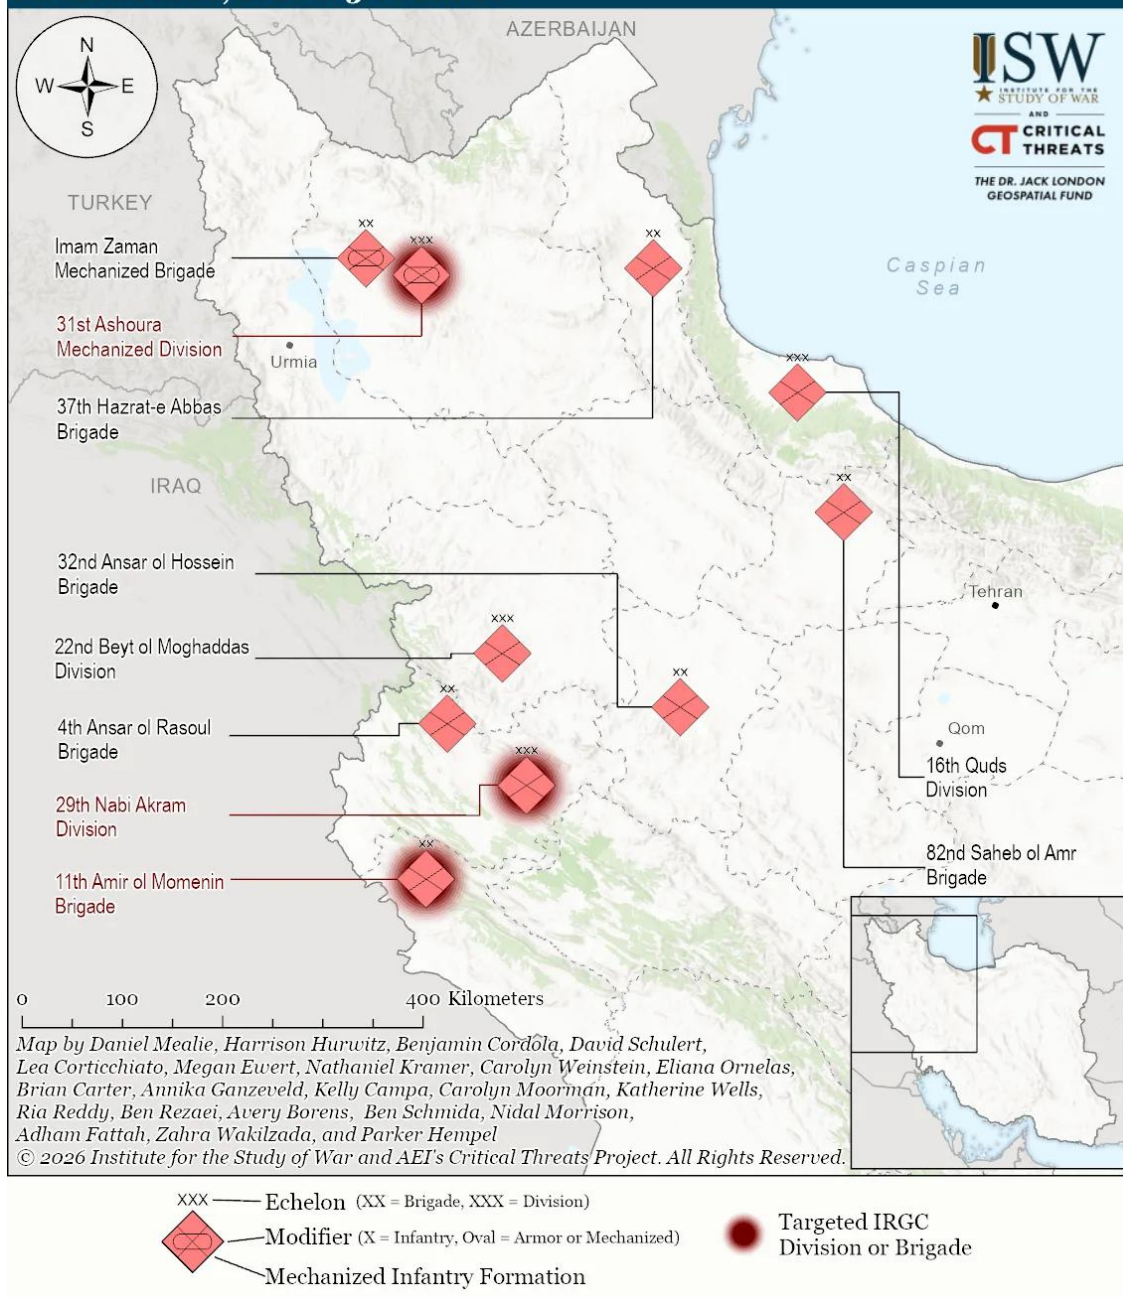 N
W
E
S
AZERBAIJAN
ISW
INSTITUTE FOR THE
STUDY OF WAR
AND
CT CRITICAL
THREATS
THE DR. JACK LONDON
GEOSPATIAL FUND
TURKEY
Caspian
Sea
Imam Zaman
Mechanized Brigade
XX
XXX
XX
31st Ashoura
Mechanized Division
Urmia
XXX
37th Hazrat-e Abbas
Brigade
IRAQ
XX
32nd Ansar ol Hossein
Brigade
Tehran
XXX
22nd Beyt ol Moghaddas
Division
XX
XX
4th Ansar ol Rasoul
Brigade
Qom
XXX
16th Quds
Division
29th Nabi Akram
Division
XX
82nd Saheb ol Amr
Brigade
11th Amir ol Momenin
Brigade
0 100 200 400 Kilometers
Map by Daniel Mealie, Harrison Hurwitz, Benjamin Cordola, David Schulert,
Lea Corticchiato, Megan Ewert, Nathaniel Kramer, Carolyn Weinstein, Eliana Ornelas,
Brian Carter, Annika Ganzeveld, Kelly Campa, Carolyn Moorman, Katherine Wells,
Ria Reddy, Ben Rezaei, Avery Borens, Ben Schmida, Nidal Morrison,
Adham Fattah, Zahra Wakilzada, and Parker Hempel
© 2026 Institute for the Study of War and AEI's Critical Threats Project. All Rights Reserved.
XXX Echelon (XX = Brigade, XXX = Division)
Modifier (X = Infantry, Oval = Armor or Mechanized)
Mechanized Infantry Formation
Targeted IRGC
Division or Brigade